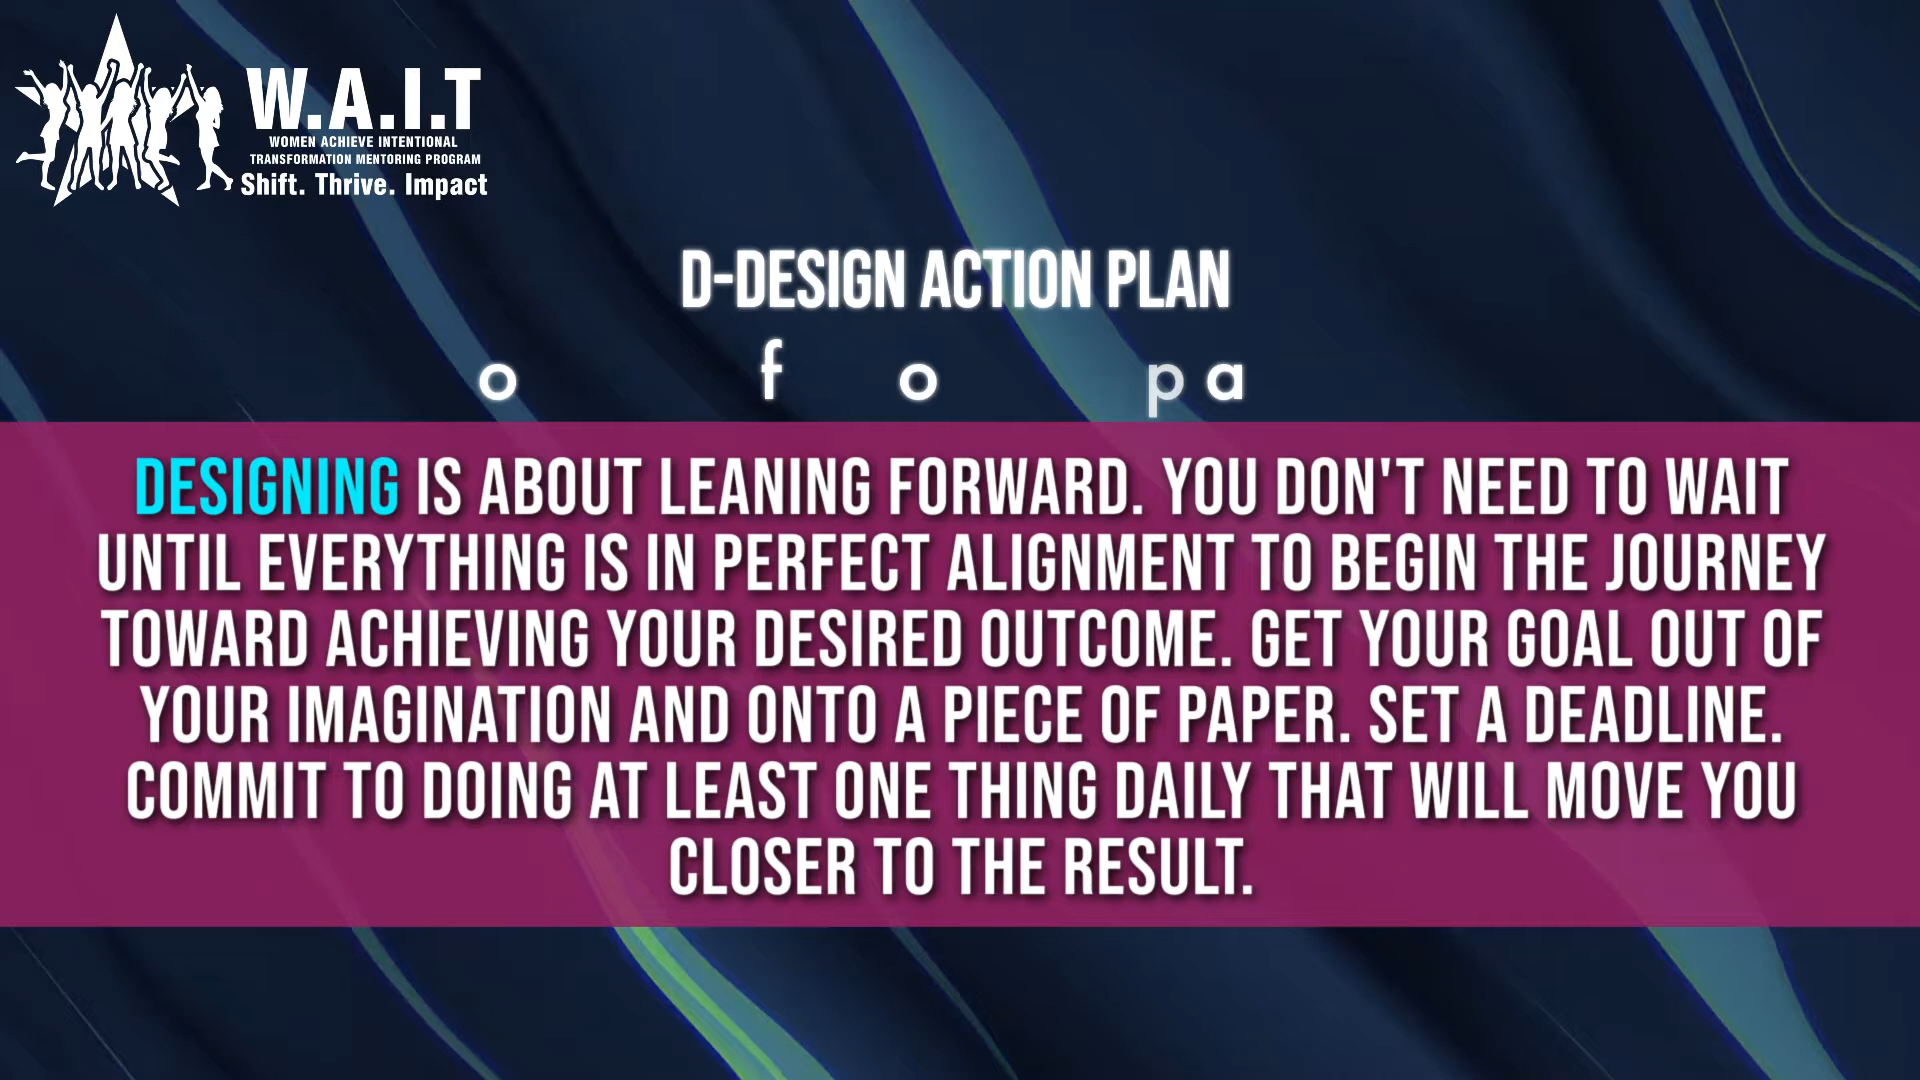 W.A.I.T
WOMEN ACHIEVE INTENTIONAL
TRANSFORMATION MENTORING PROGRAM
Shift. Thrive. Impact
D-DESIGN ACTION PLAN
o f o pa
DESIGNING IS ABOUT LEANING FORWARD. YOU DON'T NEED TO WAIT
UNTIL EVERYTHING IS IN PERFECT ALIGNMENT TO BEGIN THE JOURNEY
TOWARD ACHIEVING YOUR DESIRED OUTCOME. GET YOUR GOAL OUT OF
YOUR IMAGINATION AND ONTO A PIECE OF PAPER. SET A DEADLINE.
COMMIT TO DOING AT LEAST ONE THING DAILY THAT WILL MOVE YOU
CLOSER TO THE RESULT.